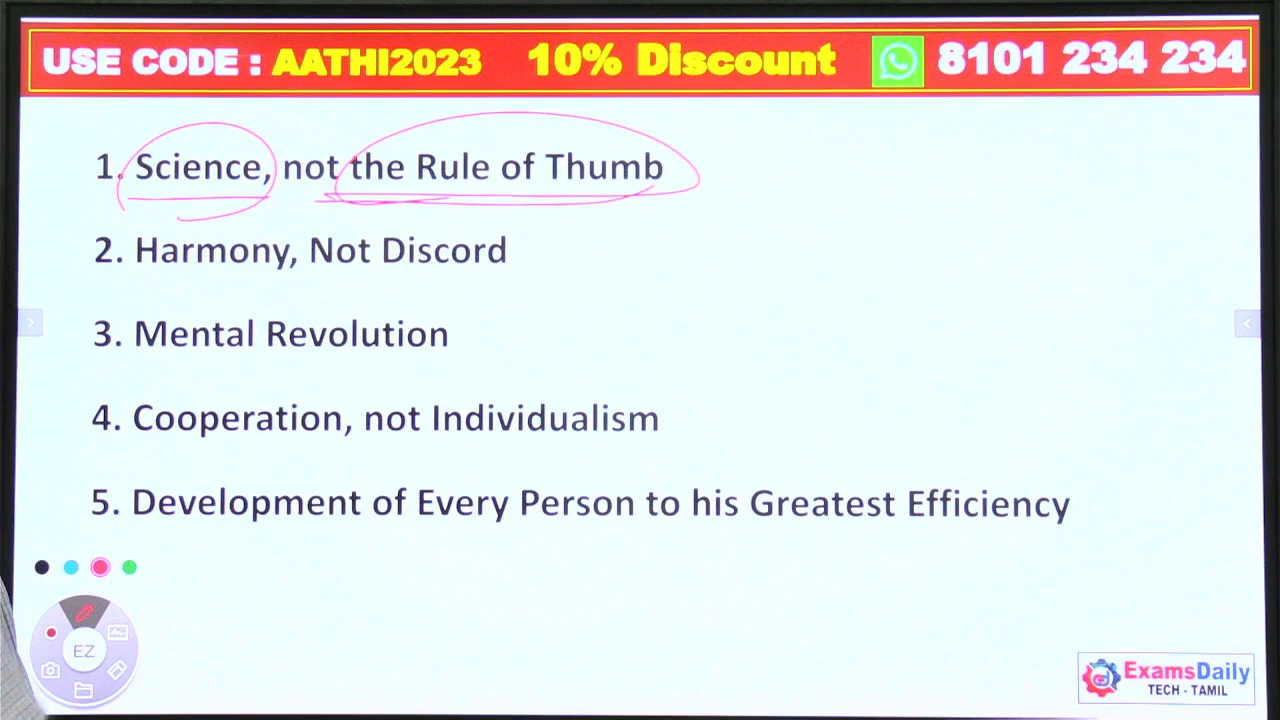 USE CODE : AATHI2023 10% Discount 8101 234 234
1. Science, not the Rule of Thumb
2. Harmony, Not Discord
3. Mental Revolution
4. Cooperation, not Individualism
5. Development of Every Person to his Greatest Efficiency
EZ
ExamsDaily
TECH - TAMIL